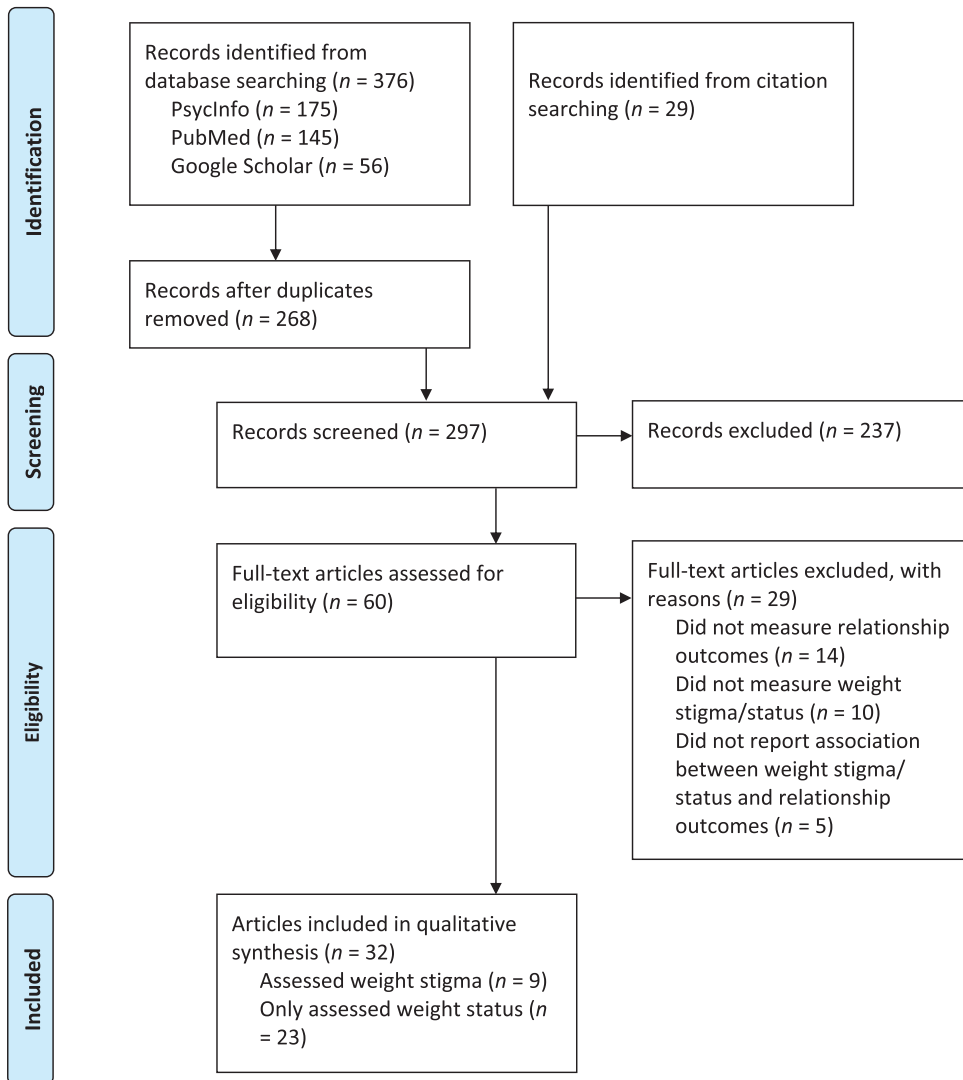 Identification
Records identified from
database searching (n = 376)
PsycInfo (n = 175)
PubMed (n = 145)
Google Scholar (n = 56)
Records identified from citation
searching (n = 29)
Records after duplicates
removed (n = 268)
Screening
Records screened (n = 297)
Records excluded (n = 237)
Eligibility
Full-text articles assessed for
eligibility (n = 60)
Full-text articles excluded, with
reasons (n = 29)
Did not measure relationship
outcomes (n = 14)
Did not measure weight
stigma/status (n = 10)
Did not report association
between weight stigma/
status and relationship
outcomes (n = 5)
Included
Articles included in qualitative
synthesis (n = 32)
Assessed weight stigma (n = 9)
Only assessed weight status (n
= 23)